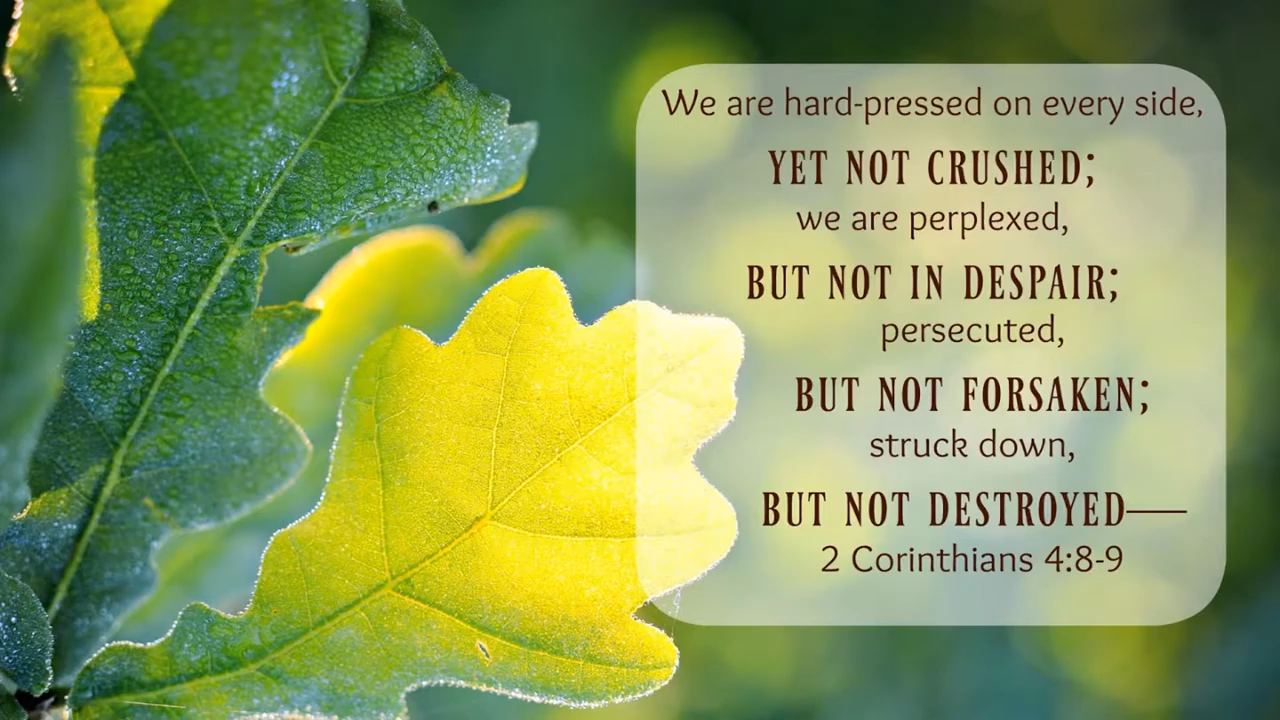 We are hard-pressed on every side,
YET NOT CRUSHED;
we are perplexed,
BUT NOT IN DESPAIR;
persecuted,
BUT NOT FORSAKEN;
struck down,
BUT NOT DESTROYED—
2 Corinthians 4:8-9